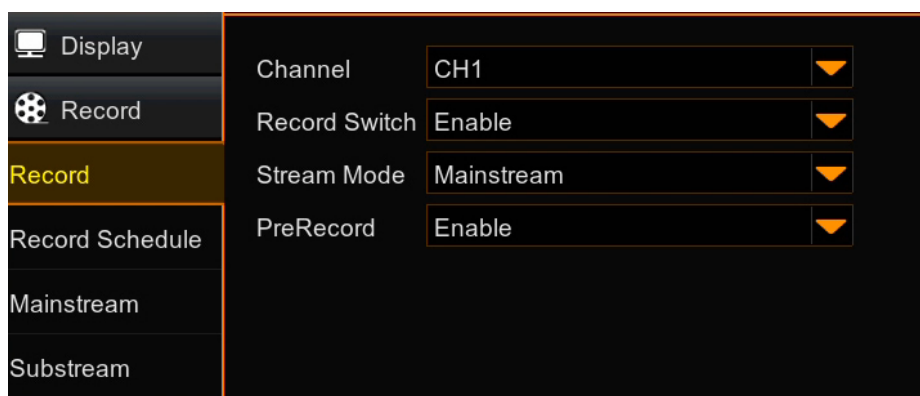 Display
Record
Record
Record Schedule
Mainstream
Substream
Channel CH1
Record Switch Enable
Stream Mode Mainstream
PreRecord Enable